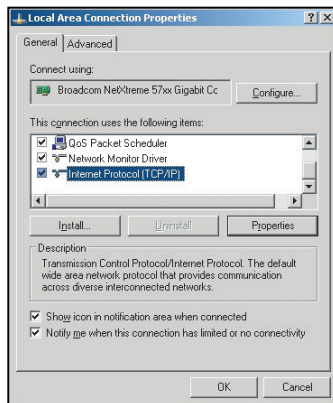 Local Area Connection Properties
General Advanced
Connect using:
Broadcom NetXtreme 57xx Gigabit Cc
Configure...
This connection uses the following items:
QoS Packet Scheduler
Network Monitor Driver
Internet Protocol (TCP/IP)
Install... Uninstall Properties
Description
Transmission Control Protocol/Internet Protocol. The default
wide area network protocol that provides communication
across diverse interconnected networks.
Show icon in notification area when connected
Notify me when this connection has limited or no connectivity
OK Cancel